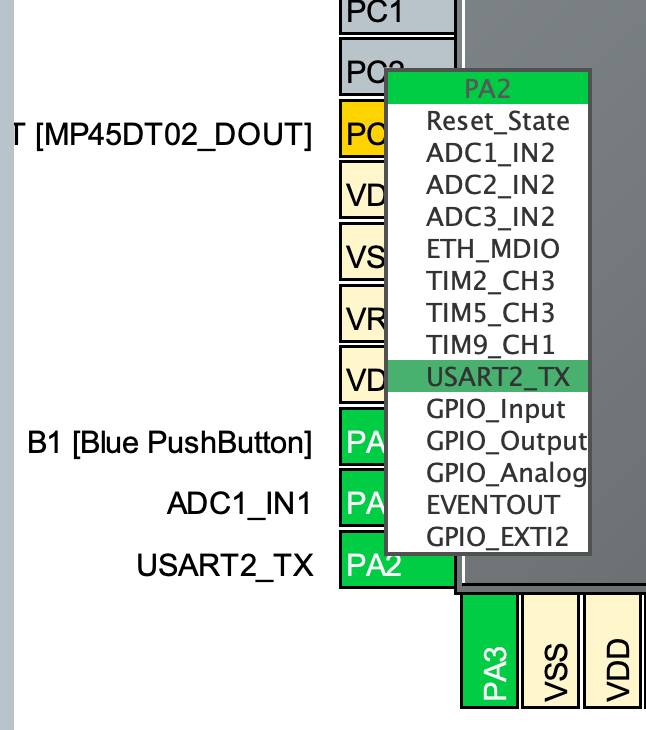 PC1
PC2
PA2
Reset_State
T [MP45DT02_DOUT]
PC
ADC1_IN2
ADC2_IN2
VD
ADC3_IN2
ETH_MDIO
VS
TIM2_CH3
TIM5_CH3
VR
TIM9_CH1
VD
USART2_TX
GPIO_Input
B1 [Blue PushButton]
PA
GPIO_Output
GPIO_Analog
ADC1_IN1
PA
EVENTOUT
GPIO_EXTI2
USART2_TX
PA2
PA3
VSS
VDD